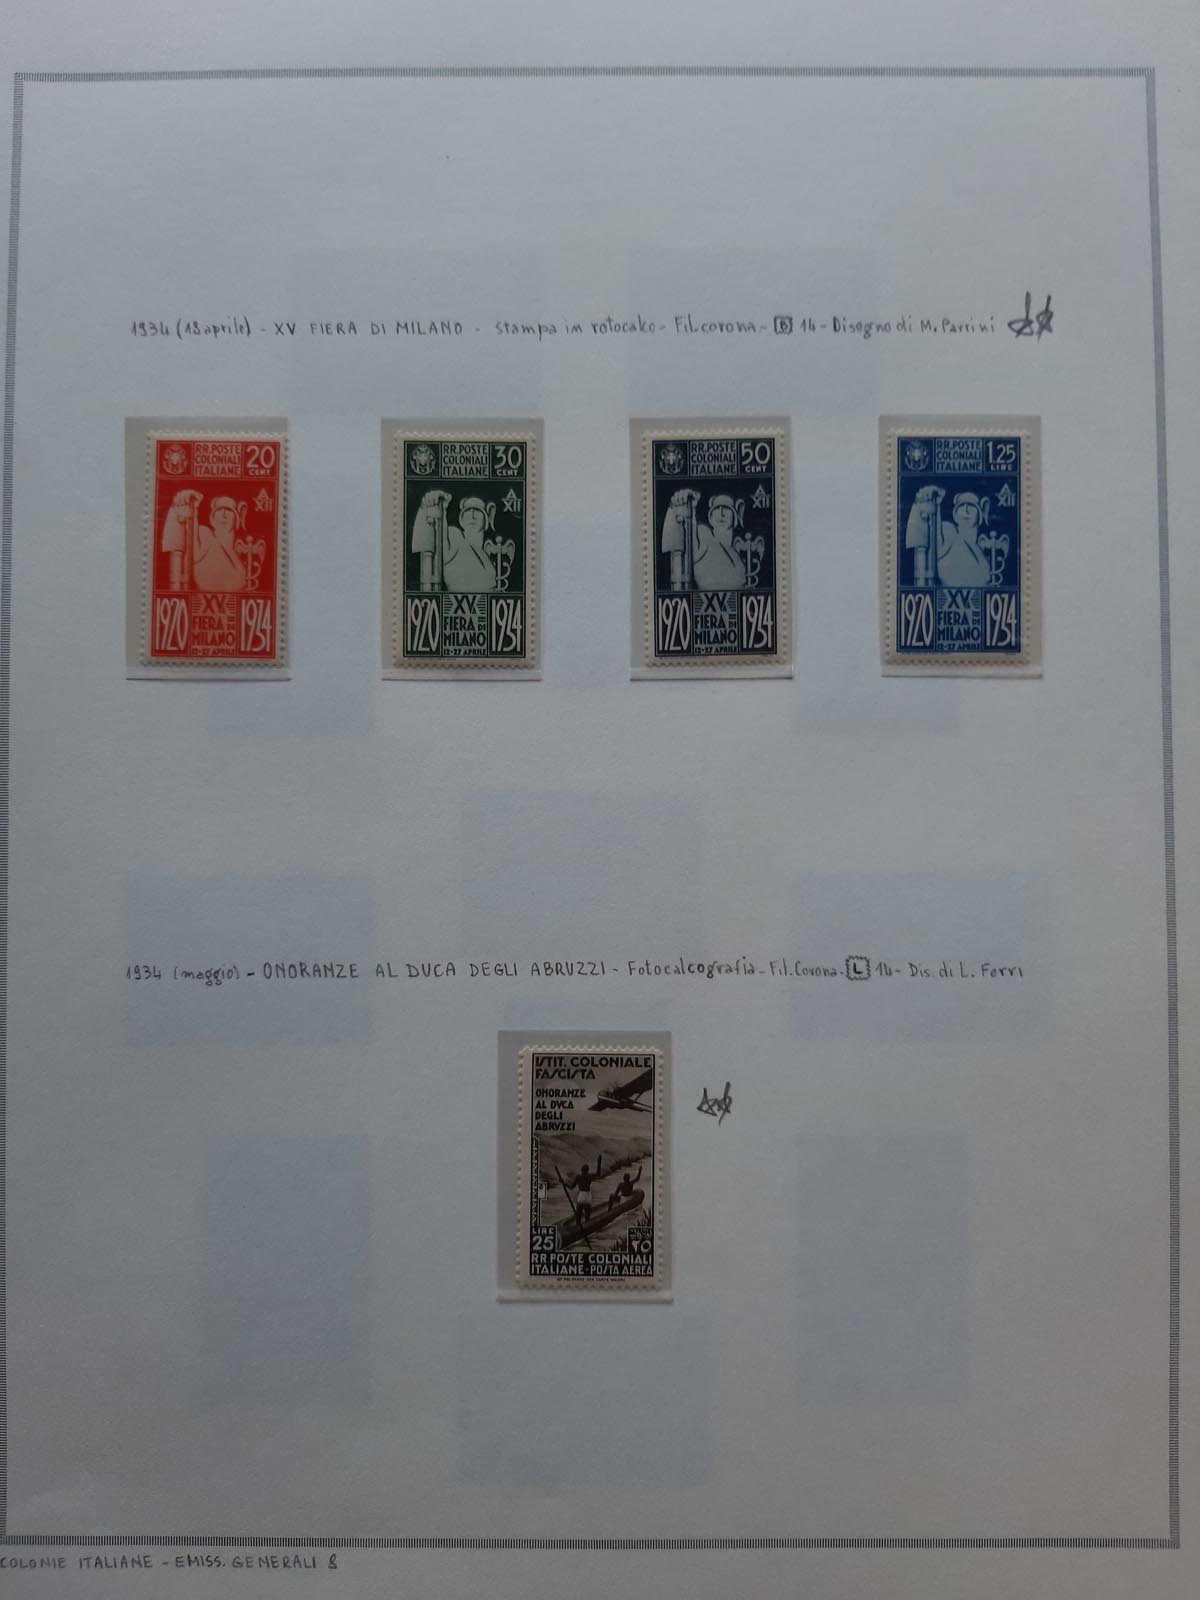 1934 (18 aprile) - XV FIERA DI MILANO - Stampa in rotocalco - Fil. corona - D 14 - Disegno di M. Parrini
RR. POSTE
COLONIALI
ITALIANE
20
CENT
A
XII
1920
XV.
FIERA
DI
MILANO
12-27 APRILE
1934
RR. POSTE
COLONIALI
ITALIANE
30
CENT
A
XII
1920
XV.
FIERA
DI
MILANO
12-27 APRILE
1934
RR. POSTE
COLONIALI
ITALIANE
50
CENT
A
XII
1920
XV.
FIERA
DI
MILANO
12-27 APRILE
1934
RR. POSTE
COLONIALI
ITALIANE
1.25
LIRE
A
XII
1920
XV.
FIERA
DI
MILANO
12-27 APRILE
1934
1934 (maggio) - ONORANZE AL DUCA DEGLI ABRUZZI - Fotocalcografia - Fil. Corona - L 14 - Dis. di L. Ferri
ISTIT. COLONIALE
FASCISTA
ONORANZE
AL DVCA
DEGLI
ABRVZZI
LIRE
25
٢٥
RR POSTE COLONIALI
ITALIANE·POSTA AEREA
COLONIE ITALIANE - EMISS. GENERALI 8